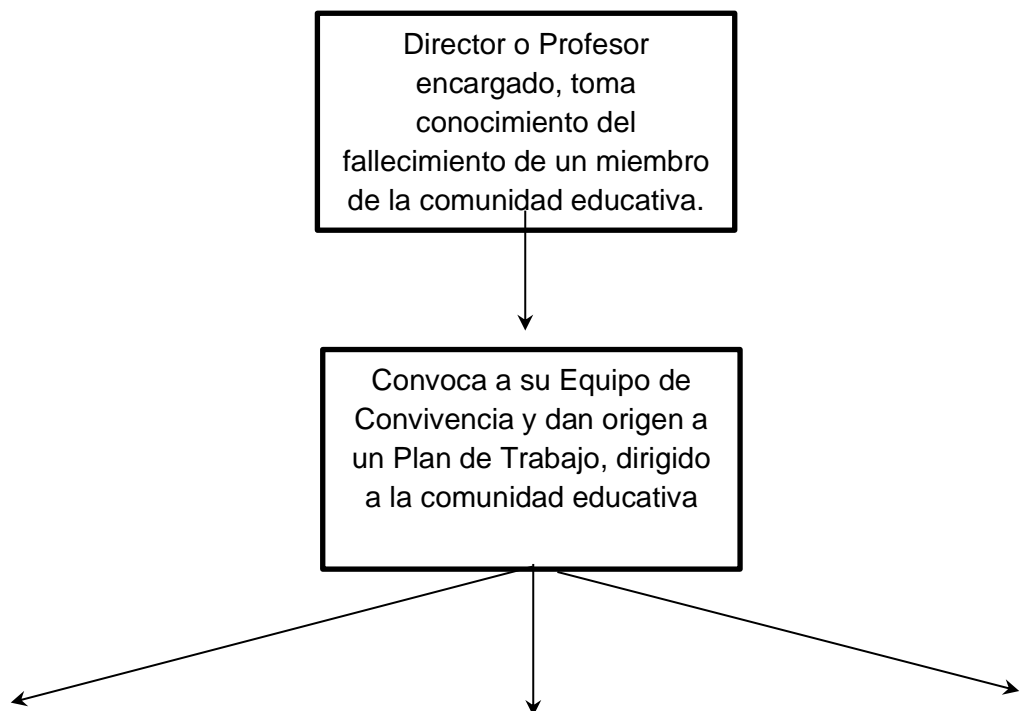 Director o Profesor
encargado, toma
conocimiento del
fallecimiento de un miembro
de la comunidad educativa.
Convoca a su Equipo de
Convivencia y dan origen a
un Plan de Trabajo, dirigido
a la comunidad educativa